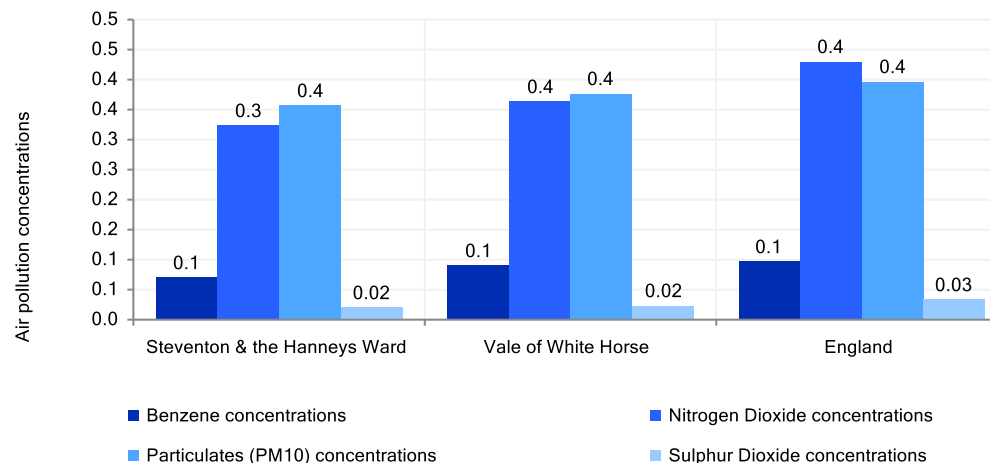 0.5
0.5
0.4
0.4
0.3
0.3
0.2
0.2
0.1
0.1
0.0
Air pollution concentrations
0.1
0.3
0.4
0.02
0.1
0.4
0.4
0.02
0.1
0.4
0.4
0.03
Steventon & the Hanneys Ward
Vale of White Horse
England
Benzene concentrations
Nitrogen Dioxide concentrations
Particulates (PM10) concentrations
Sulphur Dioxide concentrations